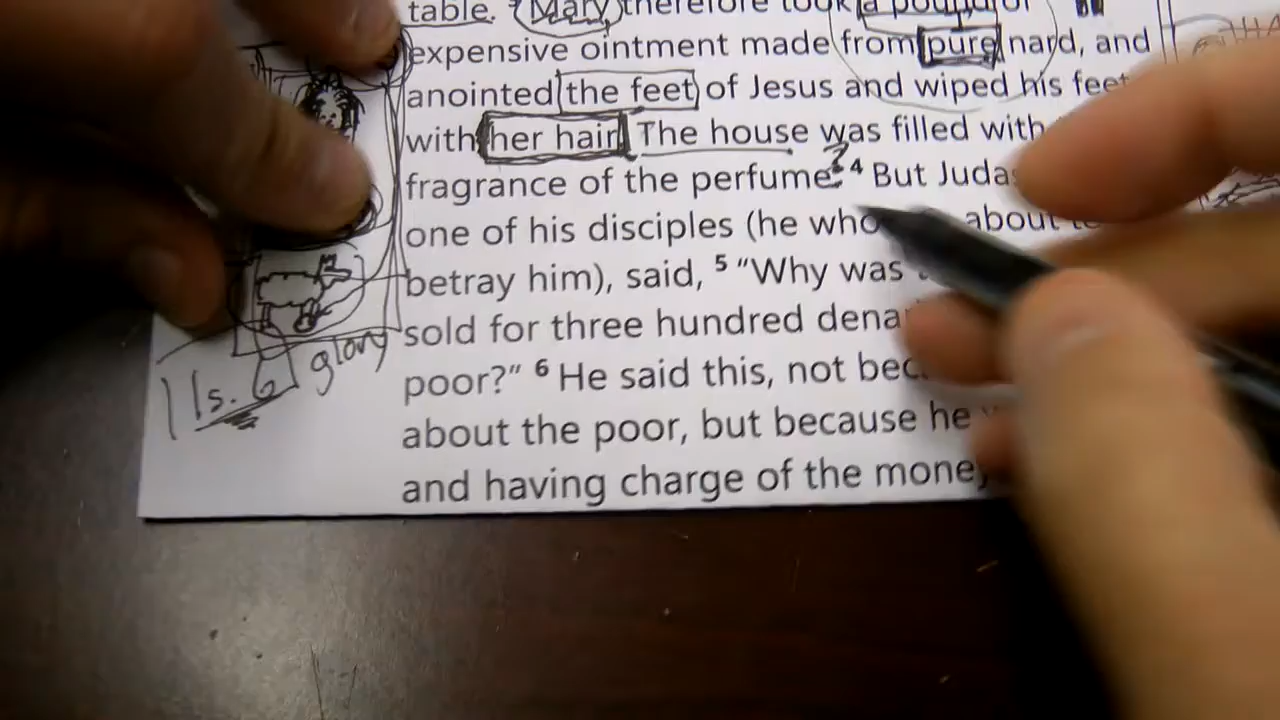 table. Mary therefore took a pound of
expensive ointment made from pure nard, and
anointed the feet of Jesus and wiped his feet
with her hair. The house was filled with
fragrance of the perfume. ? ⁴ But Judas
one of his disciples (he who about to
betray him), said, ⁵ “Why was
sold for three hundred dena
poor?” ⁶ He said this, not bec
about the poor, but because he
and having charge of the money
Is. 6
glory